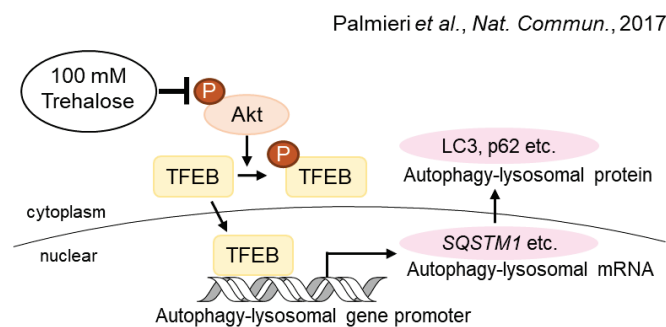 Palmieri et al., Nat. Commun., 2017
100 mM
Trehalose
P
Akt
P
TFEB
TFEB
LC3, p62 etc.
Autophagy-lysosomal protein
cytoplasm
nuclear
TFEB
SQSTM1 etc.
Autophagy-lysosomal mRNA
Autophagy-lysosomal gene promoter